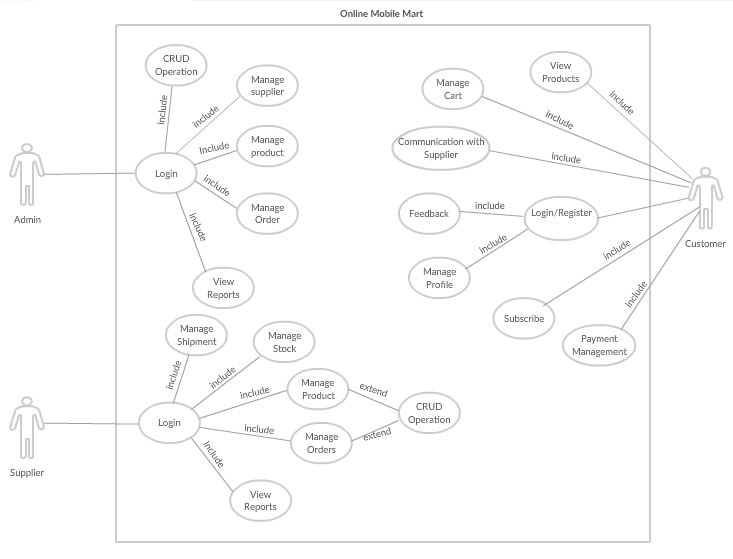 Online Mobile Mart
CRUD
Operation
include
Manage
supplier
include
Manage
product
Include
Login
Admin
include
Manage
Order
include
View
Reports
View
Products
include
Manage
Cart
include
Communication with
Supplier
include
Feedback
include
Login/Register
include
Manage
Profile
Customer
include
Subscribe
include
Payment
Management
Manage
Shipment
include
Manage
Stock
include
Manage
Product
include
extend
CRUD
Operation
Login
Supplier
include
Manage
Orders
extend
include
View
Reports